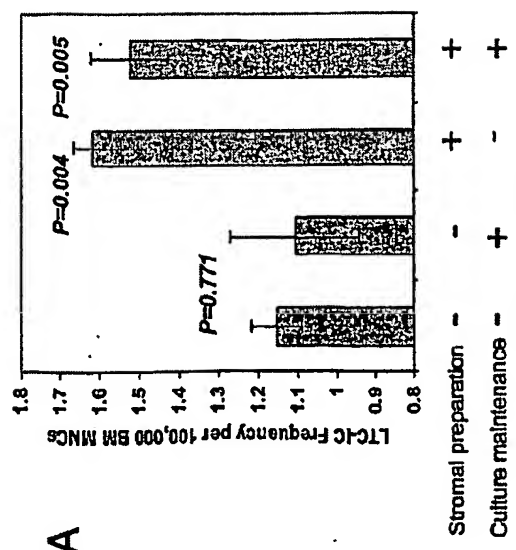 A
LTC-IC Frequency per 100,000 BM MNCs
1.8
1.7
1.6
1.5
1.4
1.3
1.2
1.1
1
0.9
0.8
P=0.771
P=0.004
P=0.005
Stromal preparation - - + +
Culture maintenance - + - +